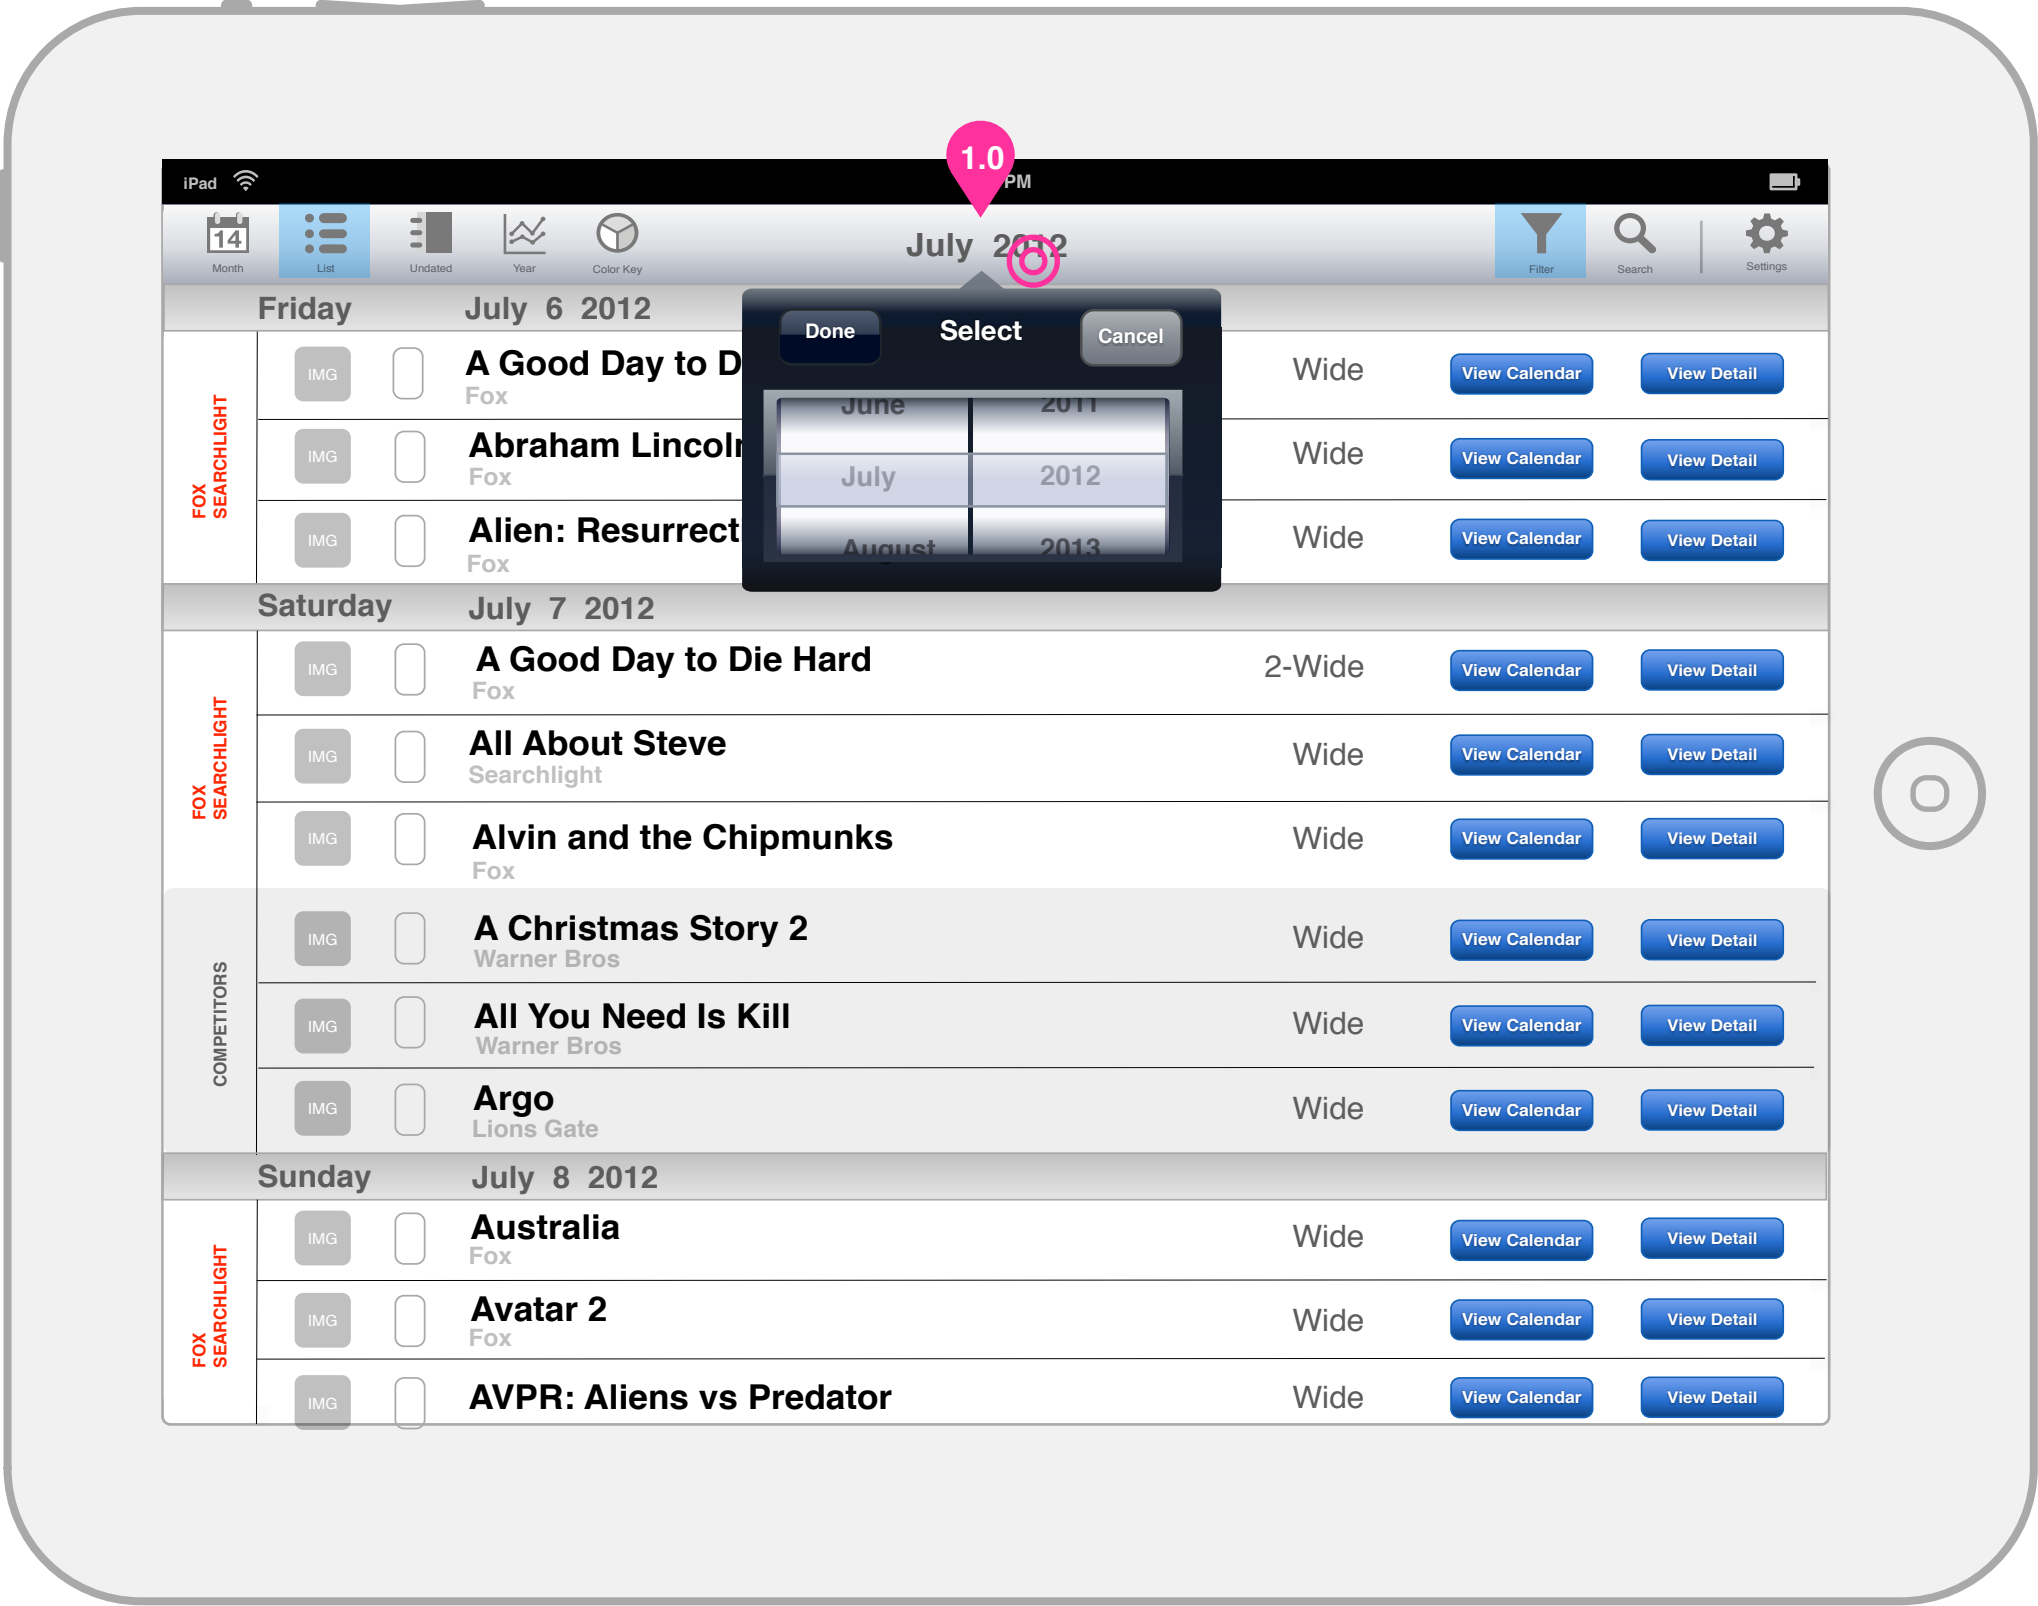 1.0
iPad PM
14
Month List Undated Year Color Key July 2012 Filter Search Settings
Friday July 6 2012
Done Select Cancel
June 2011
July 2012
August 2013
FOX
SEARCHLIGHT
IMG A Good Day to D Wide View Calendar View Detail
Fox
IMG Abraham Lincoln Wide View Calendar View Detail
Fox
IMG Alien: Resurrect Wide View Calendar View Detail
Fox
Saturday July 7 2012
FOX
SEARCHLIGHT
IMG A Good Day to Die Hard 2-Wide View Calendar View Detail
Fox
IMG All About Steve Wide View Calendar View Detail
Searchlight
IMG Alvin and the Chipmunks Wide View Calendar View Detail
Fox
COMPETITORS
IMG A Christmas Story 2 Wide View Calendar View Detail
Warner Bros
IMG All You Need Is Kill Wide View Calendar View Detail
Warner Bros
IMG Argo Wide View Calendar View Detail
Lions Gate
Sunday July 8 2012
FOX
SEARCHLIGHT
IMG Australia Wide View Calendar View Detail
Fox
IMG Avatar 2 Wide View Calendar View Detail
Fox
IMG AVPR: Aliens vs Predator Wide View Calendar View Detail